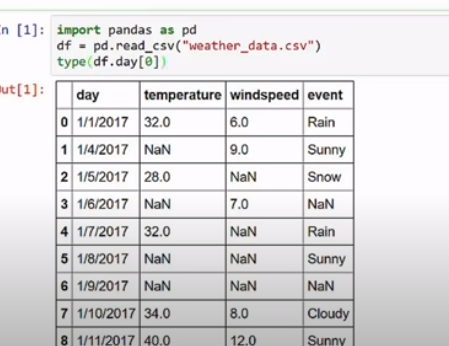 n [1]: import pandas as pd
df = pd.read_csv("weather_data.csv")
type(df.day[0])
ut[1]:
day temperature windspeed event
0 1/1/2017 32.0 6.0 Rain
1 1/4/2017 NaN 9.0 Sunny
2 1/5/2017 28.0 NaN Snow
3 1/6/2017 NaN 7.0 NaN
4 1/7/2017 32.0 NaN Rain
5 1/8/2017 NaN NaN Sunny
6 1/9/2017 NaN NaN NaN
7 1/10/2017 34.0 8.0 Cloudy
8 1/11/2017 40.0 12.0 Sunny